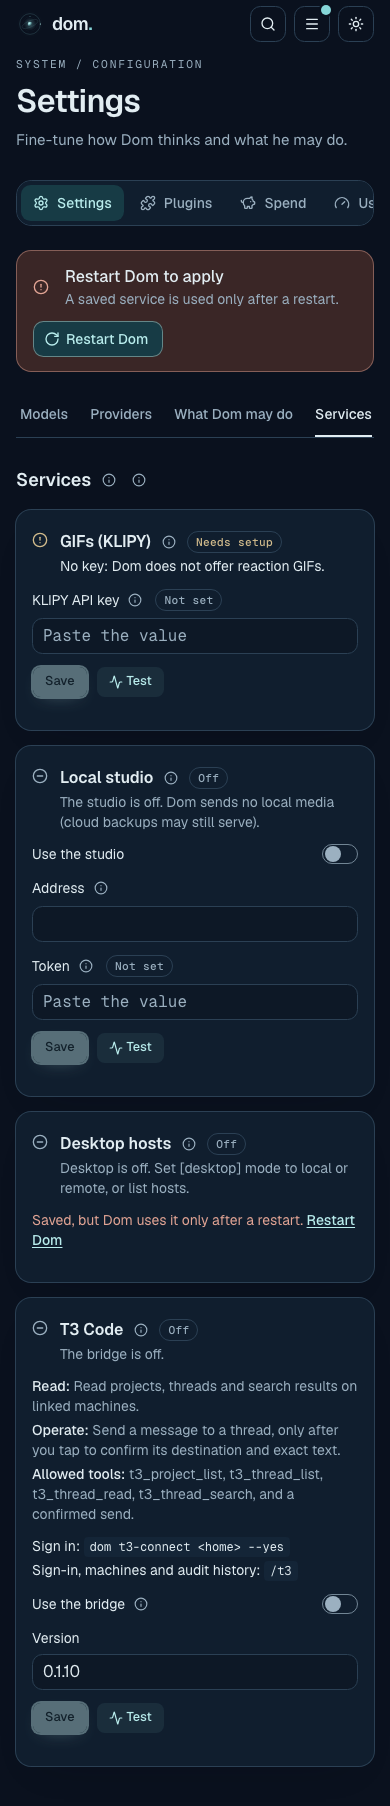 dom.
SYSTEM / CONFIGURATION
Settings
Fine-tune how Dom thinks and what he may do.
Settings Plugins Spend Us
Restart Dom to apply
A saved service is used only after a restart.
Restart Dom
Models Providers What Dom may do Services
Services
GIFs (KLIPY) Needs setup
No key: Dom does not offer reaction GIFs.
KLIPY API key Not set
Paste the value
Save Test
Local studio Off
The studio is off. Dom sends no local media
(cloud backups may still serve).
Use the studio
Address
Token Not set
Paste the value
Save Test
Desktop hosts Off
Desktop is off. Set [desktop] mode to local or
remote, or list hosts.
Saved, but Dom uses it only after a restart. Restart
Dom
T3 Code Off
The bridge is off.
Read: Read projects, threads and search results on
linked machines.
Operate: Send a message to a thread, only after
you tap to confirm its destination and exact text.
Allowed tools: t3_project_list, t3_thread_list,
t3_thread_read, t3_thread_search, and a
confirmed send.
Sign in: dom t3-connect <home> --yes
Sign-in, machines and audit history: /t3
Use the bridge
Version
0.1.10
Save Test